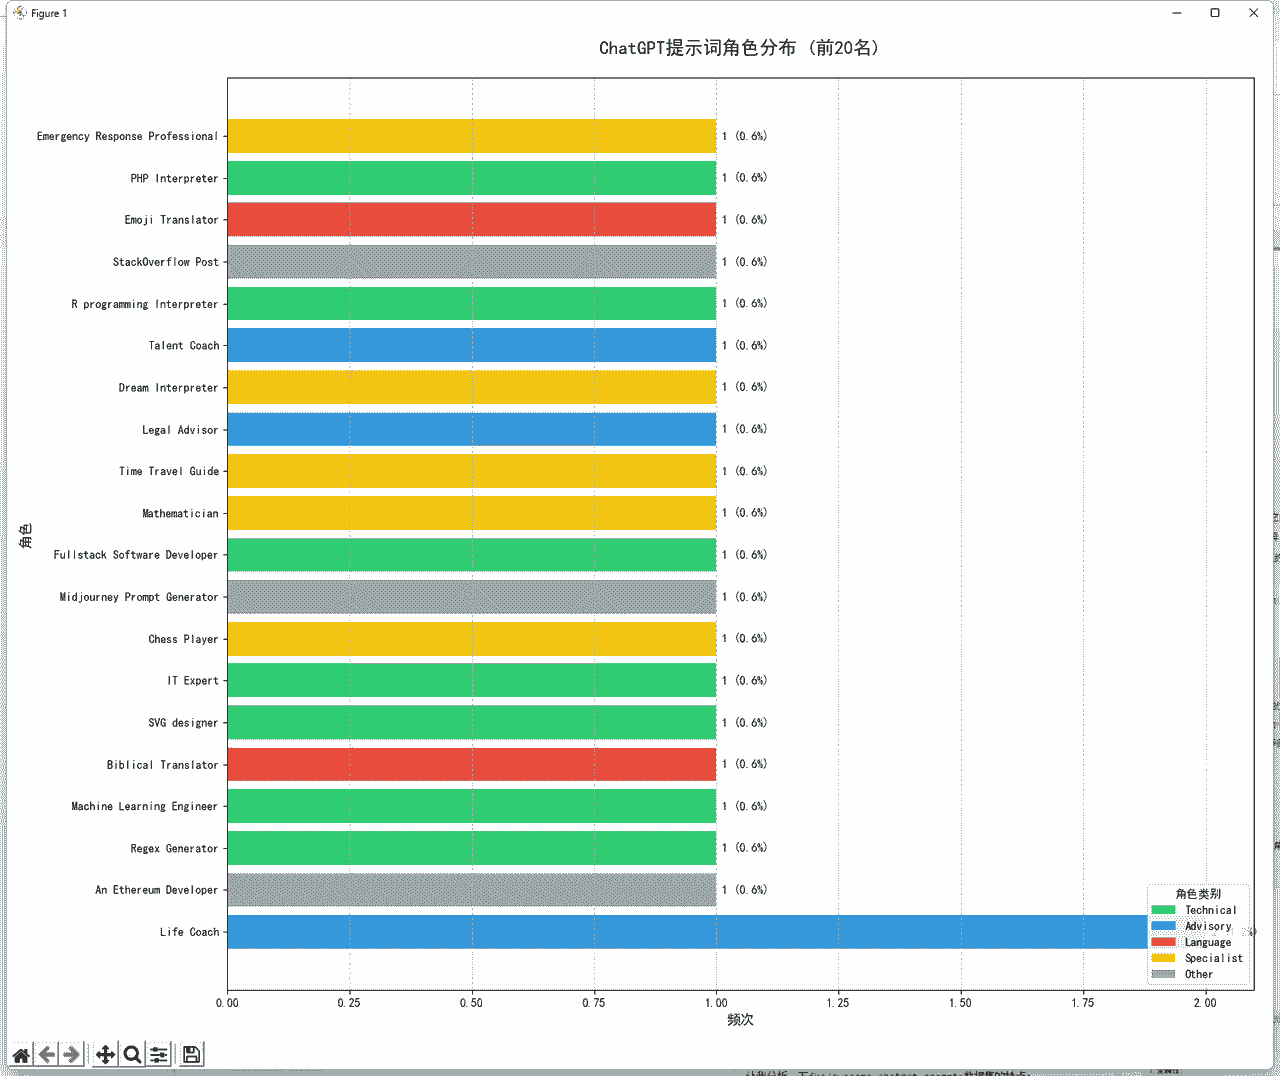 Figure 1
ChatGPT提示词角色分布 (前20名)
Emergency Response Professional 1 (0.6%)
PHP Interpreter 1 (0.6%)
Emoji Translator 1 (0.6%)
StackOverflow Post 1 (0.6%)
R programming Interpreter 1 (0.6%)
Talent Coach 1 (0.6%)
Dream Interpreter 1 (0.6%)
Legal Advisor 1 (0.6%)
Time Travel Guide 1 (0.6%)
Mathematician 1 (0.6%)
角色
Fullstack Software Developer 1 (0.6%)
Midjourney Prompt Generator 1 (0.6%)
Chess Player 1 (0.6%)
IT Expert 1 (0.6%)
SVG designer 1 (0.6%)
Biblical Translator 1 (0.6%)
Machine Learning Engineer 1 (0.6%)
Regex Generator 1 (0.6%)
An Ethereum Developer 1 (0.6%)
Life Coach
角色类别
Technical
Advisory
Language
Specialist
Other
0.00 0.25 0.50 0.75 1.00 1.25 1.50 1.75 2.00
频次